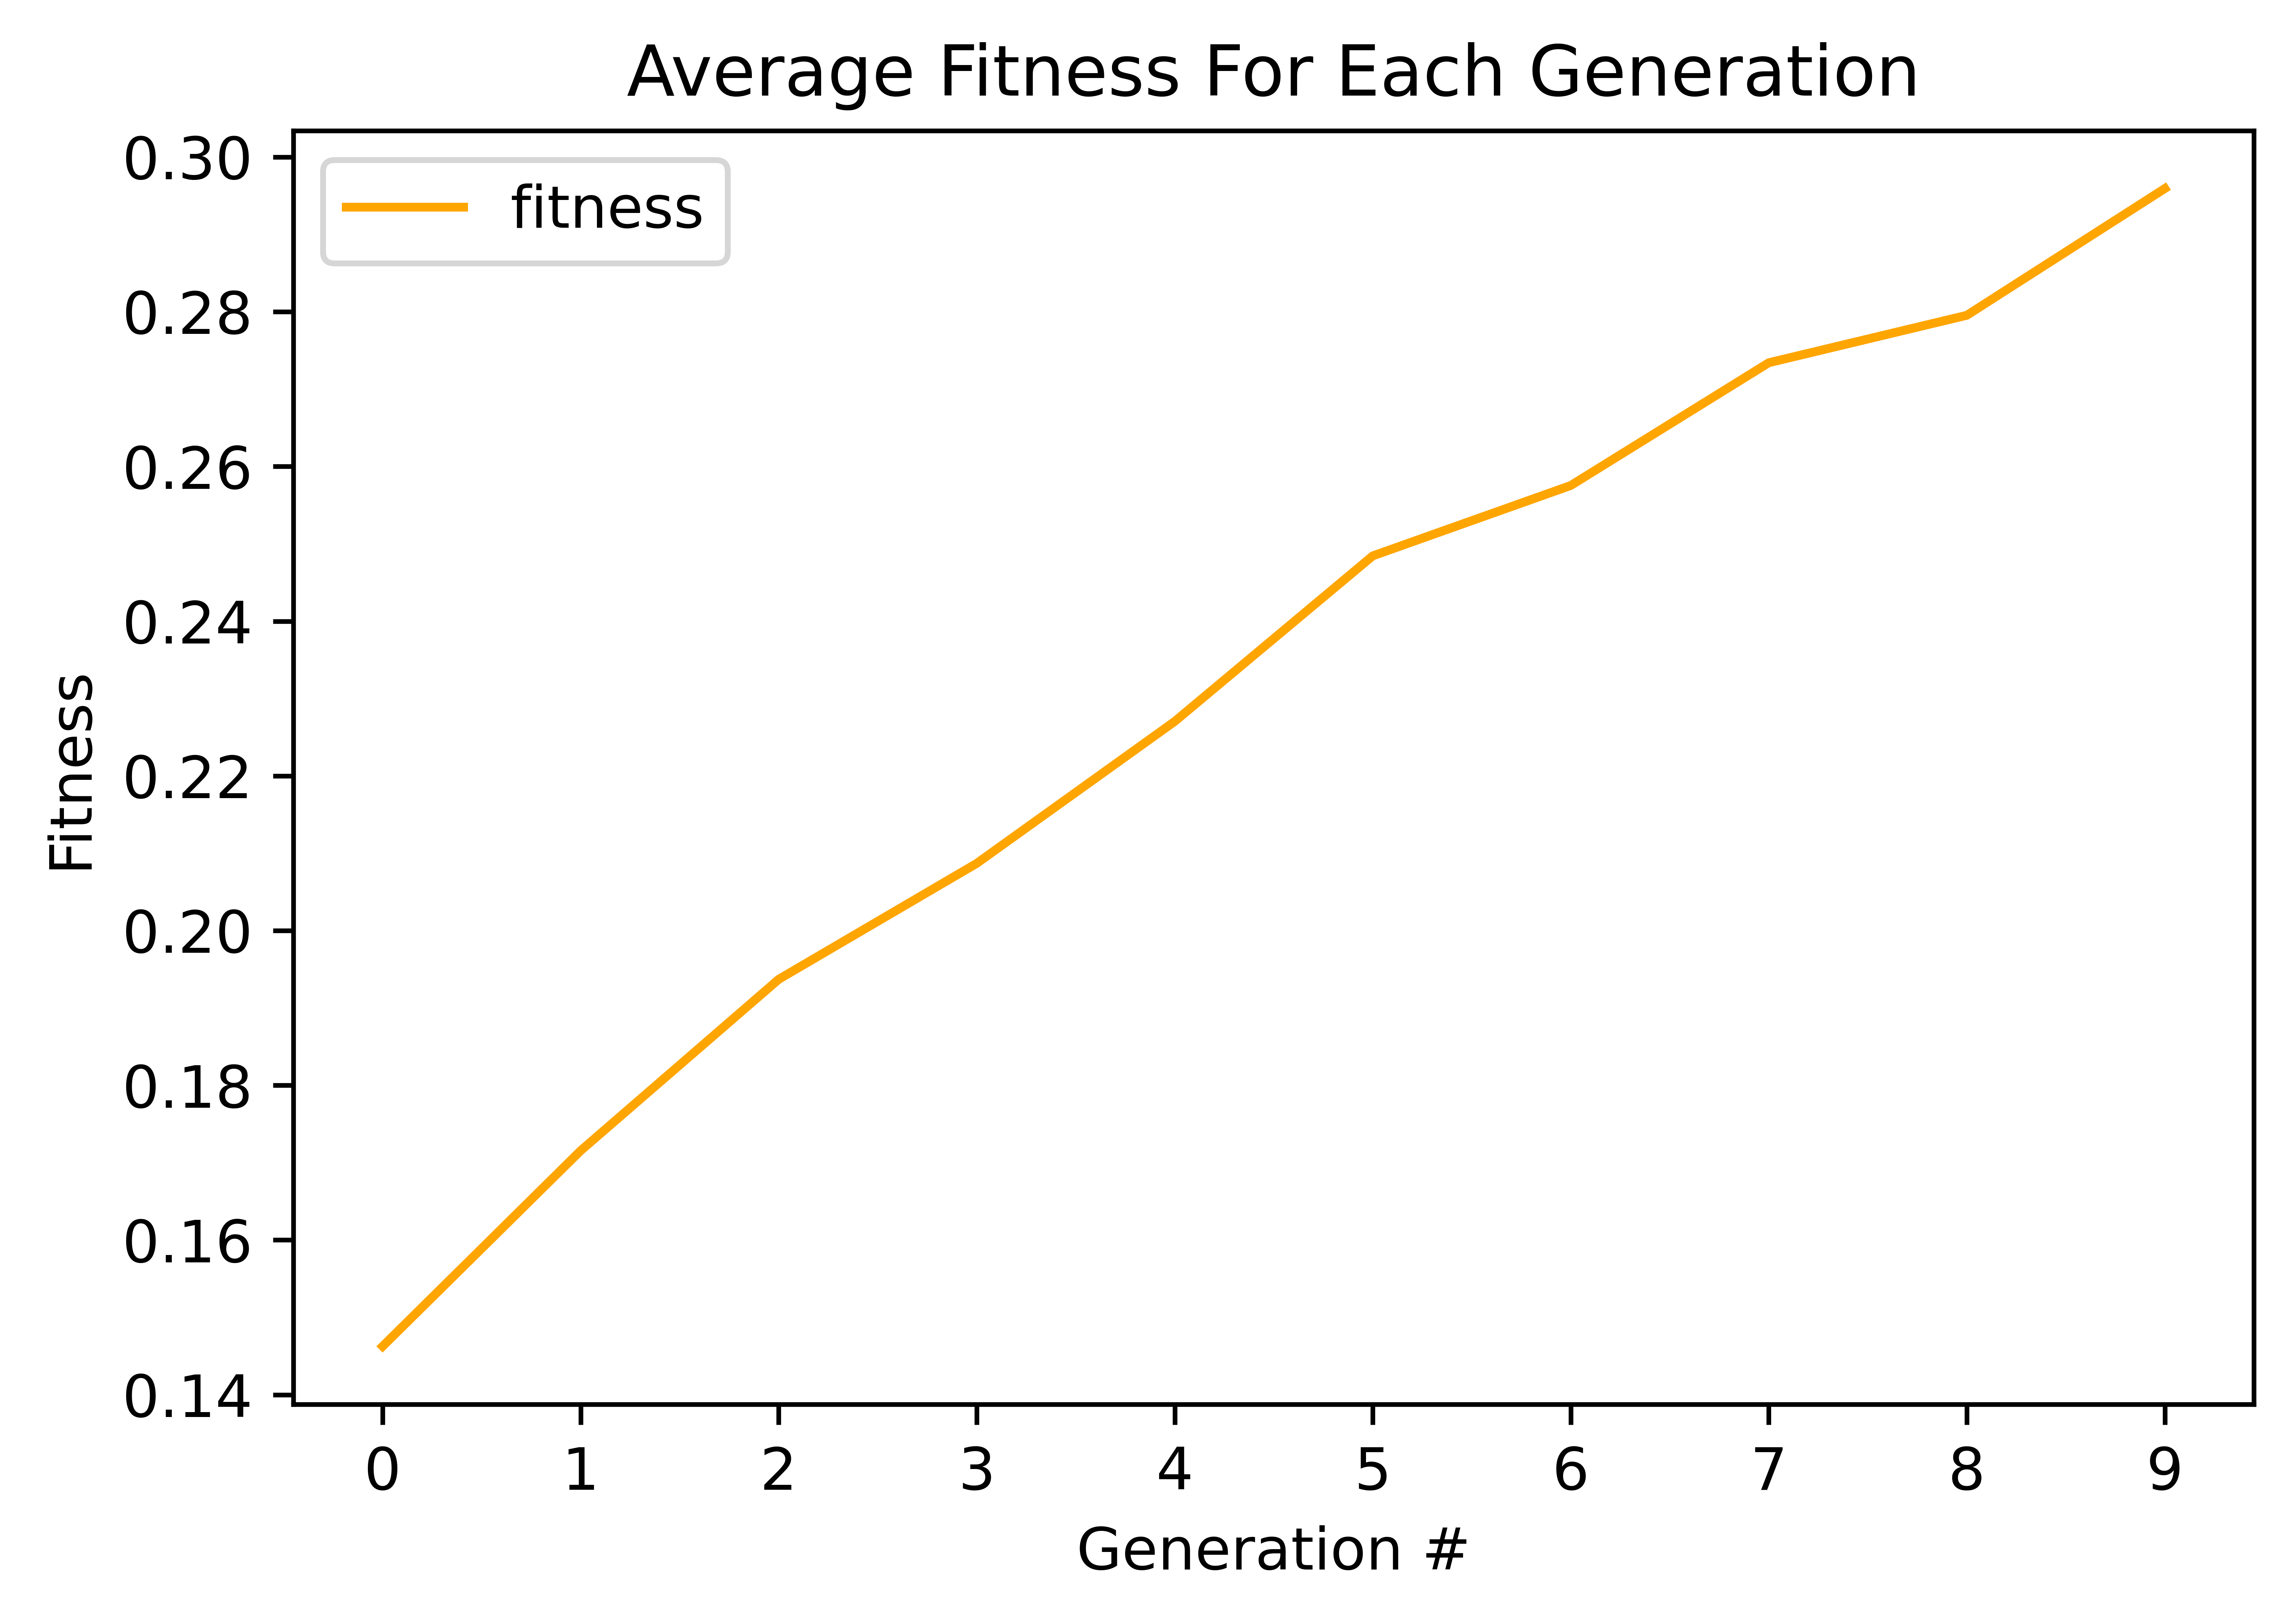 Average Fitness For Each Generation
fitness
Fitness
0.30
0.28
0.26
0.24
0.22
0.20
0.18
0.16
0.14
0 1 2 3 4 5 6 7 8 9
Generation #